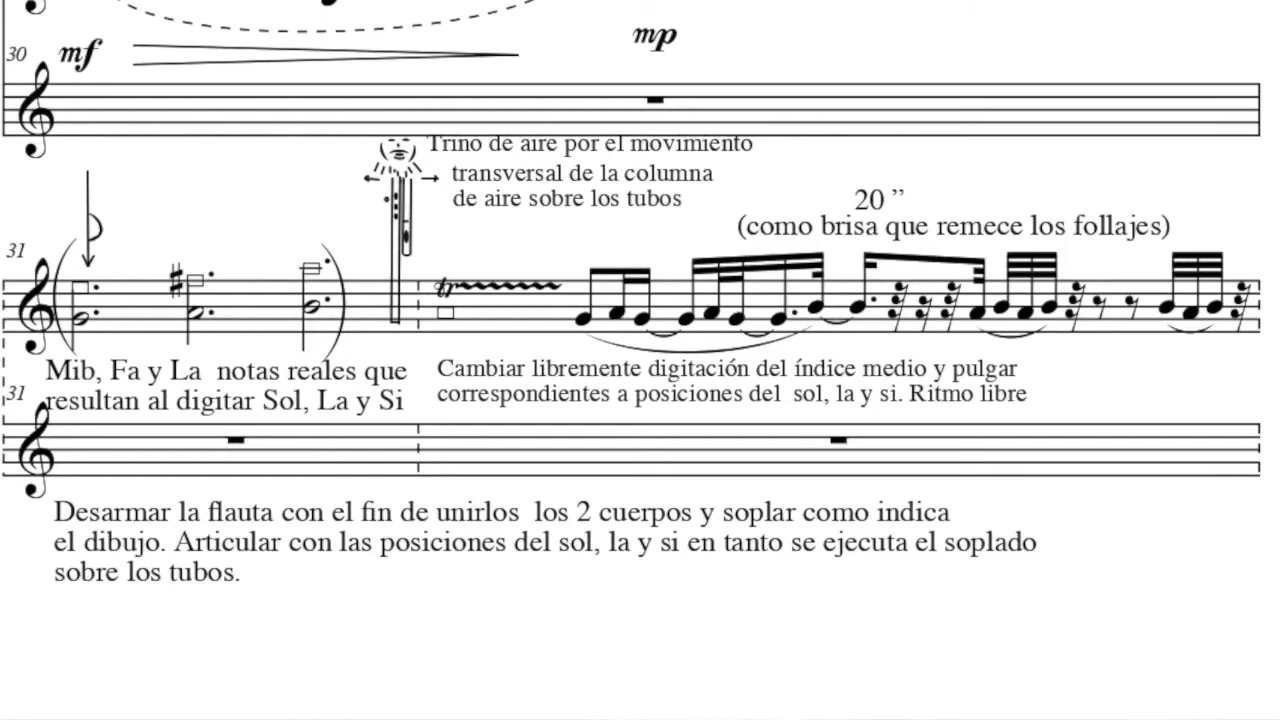 mf
mp
30
Trino de aire por el movimiento
transversal de la columna
de aire sobre los tubos
20 ”
(como brisa que remece los follajes)
31
tr
Mib, Fa y La notas reales que
resultan al digitar Sol, La y Si
Cambiar libremente digitación del índice medio y pulgar
correspondientes a posiciones del sol, la y si. Ritmo libre
31
Desarmar la flauta con el fin de unirlos los 2 cuerpos y soplar como indica
el dibujo. Articular con las posiciones del sol, la y si en tanto se ejecuta el soplado
sobre los tubos.